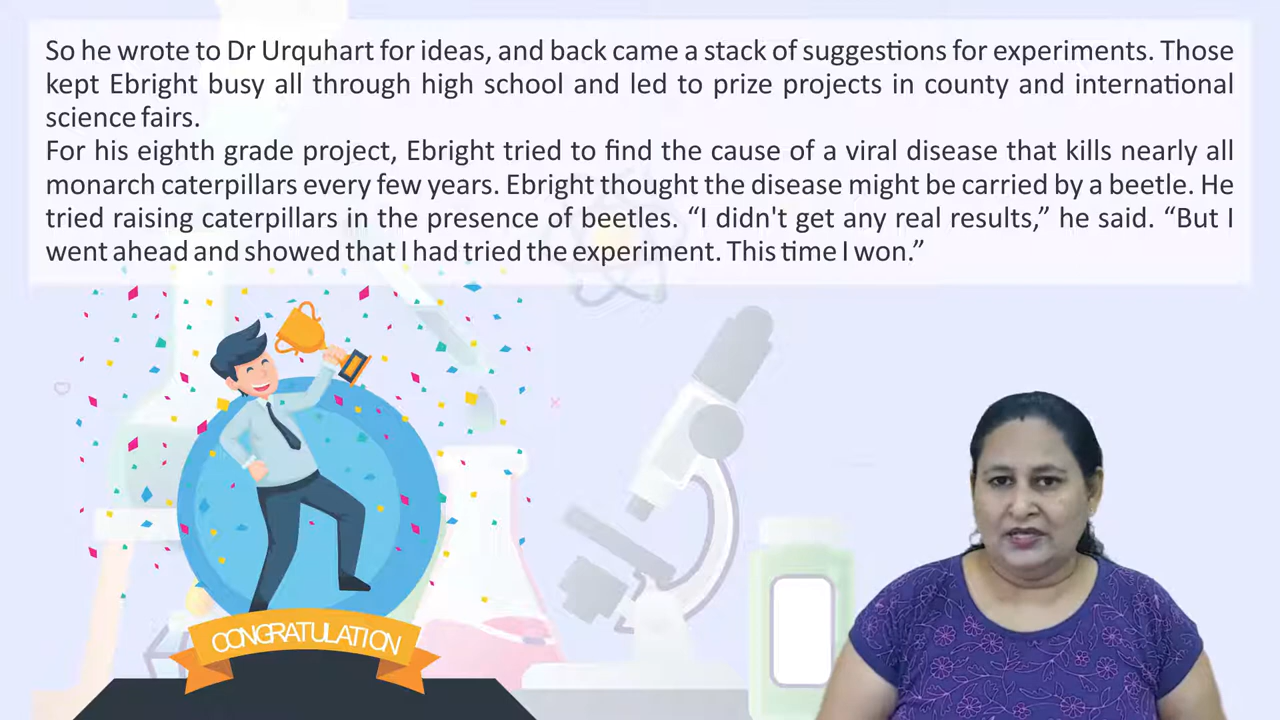 So he wrote to Dr Urquhart for ideas, and back came a stack of suggestions for experiments. Those
kept Ebright busy all through high school and led to prize projects in county and international
science fairs.
For his eighth grade project, Ebright tried to find the cause of a viral disease that kills nearly all
monarch caterpillars every few years. Ebright thought the disease might be carried by a beetle. He
tried raising caterpillars in the presence of beetles. “I didn't get any real results,” he said. “But I
went ahead and showed that I had tried the experiment. This time I won.”
CONGRATULATION